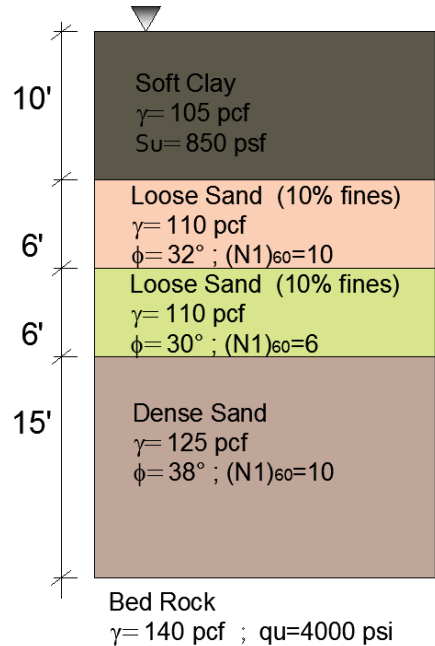 10'
Soft Clay
γ= 105 pcf
Su= 850 psf
6'
Loose Sand (10% fines)
γ= 110 pcf
ϕ= 32° ; (N1)60=10
6'
Loose Sand (10% fines)
γ= 110 pcf
ϕ= 30° ; (N1)60=6
15'
Dense Sand
γ= 125 pcf
ϕ= 38° ; (N1)60=10
Bed Rock
γ= 140 pcf ; qu=4000 psi